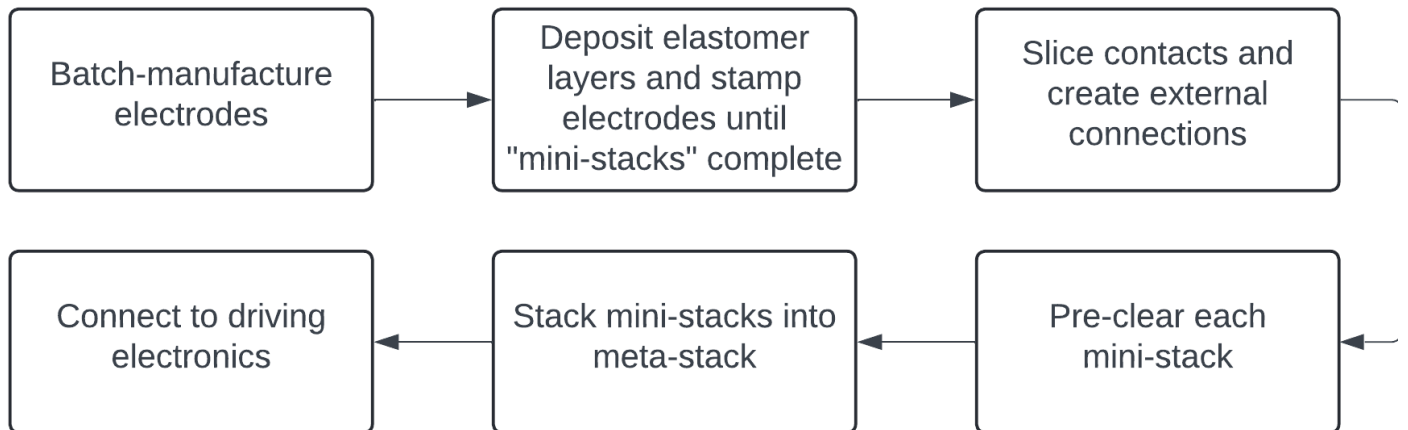 Batch-manufacture
electrodes
Deposit elastomer
layers and stamp
electrodes until
"mini-stacks" complete
Slice contacts and
create external
connections
Pre-clear each
mini-stack
Stack mini-stacks into
meta-stack
Connect to driving
electronics